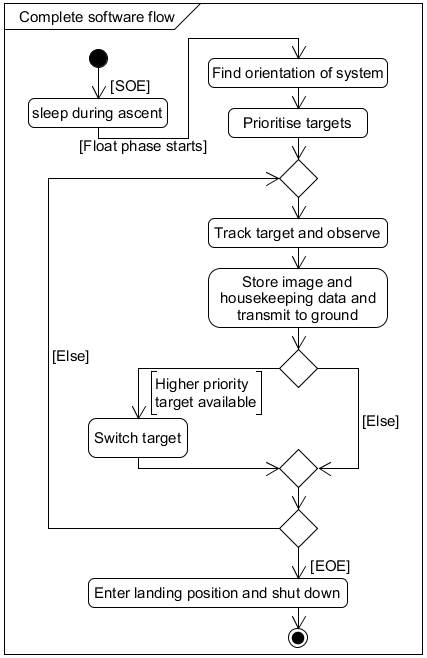 Complete software flow
[SOE]
sleep during ascent
[Float phase starts]
Find orientation of system
Prioritise targets
Track target and observe
Store image and
housekeeping data and
transmit to ground
[Else]
[Higher priority
target available]
[Else]
Switch target
[EOE]
Enter landing position and shut down